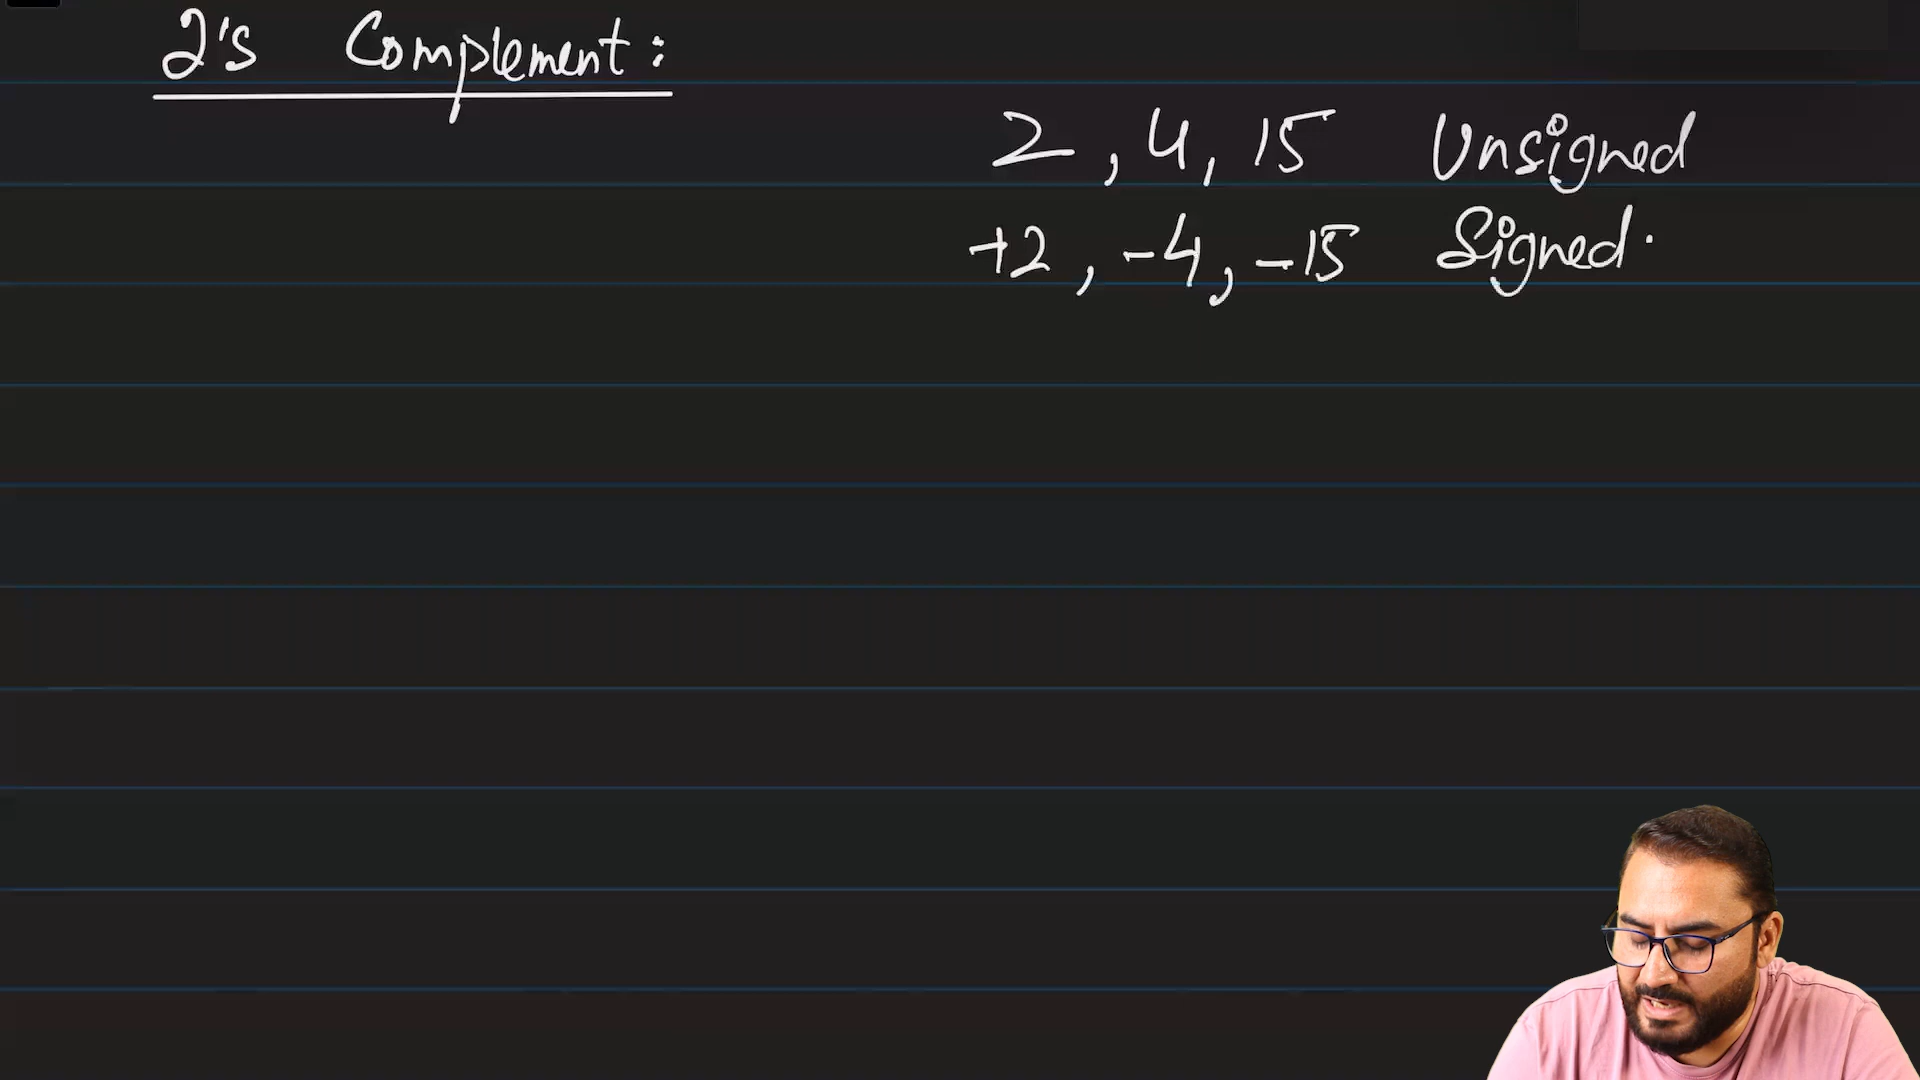 2's Complement:
2, 4, 15 Unsigned
+2, -4, -15 Signed.